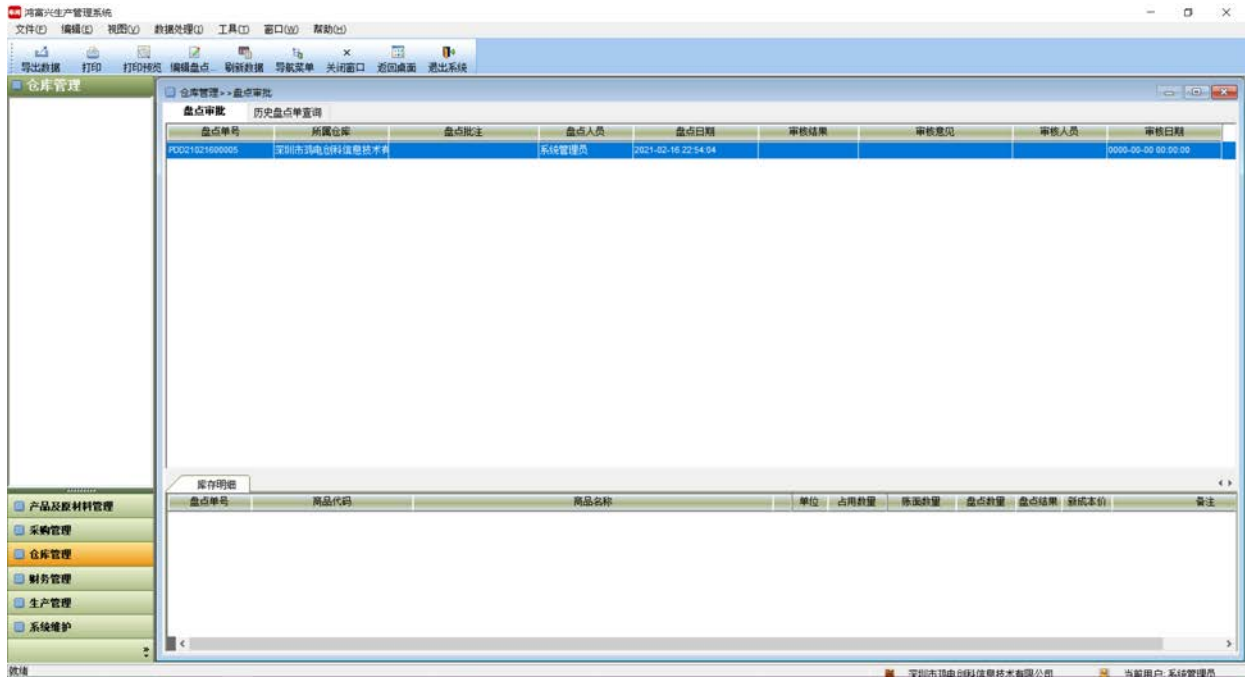 鸿富兴生产管理系统
文件(F) 编辑(E) 视图(V) 数据处理(I) 工具(T) 窗口(W) 帮助(H)
导出数据 打印 打印预览 编辑盘点... 刷新数据 导航菜单 关闭窗口 返回桌面 退出系统
仓库管理
仓库管理>>盘点审批
盘点审批 历史盘点单查询
盘点单号 所属仓库 盘点批注 盘点人员 盘点日期 审核结果 审核意见 审核人员 审核日期
PDD21021600005 深圳市鸿电创科信息技术有 系统管理员 2021-02-16 22:54:04 0000-00-00 00:00:00
库存明细
盘点单号 商品代码 商品名称 单位 占用数量 账面数量 盘点数量 盘点结果 新成本价 备注
产品及原材料管理
采购管理
仓库管理
财务管理
生产管理
系统维护
就绪 深圳市鸿电创科信息技术有限公司 当前用户: 系统管理员